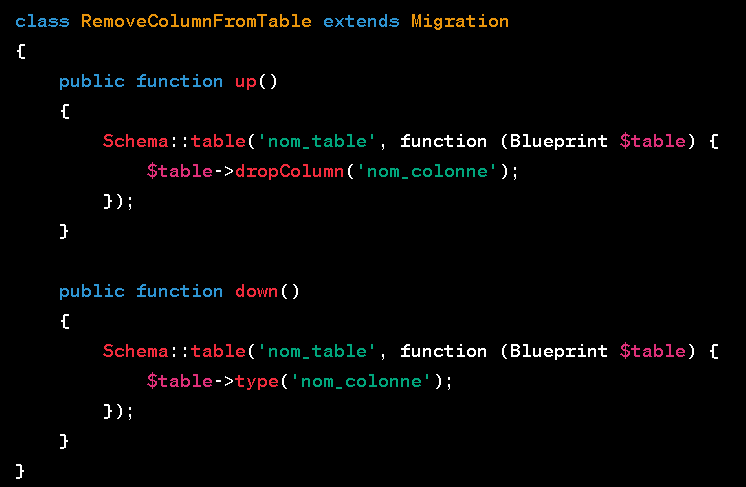 class RemoveColumnFromTable extends Migration
{
    public function up()
    {
        Schema::table('nom_table', function (Blueprint $table) {
            $table->dropColumn('nom_colonne');
        });
    }

    public function down()
    {
        Schema::table('nom_table', function (Blueprint $table) {
            $table->type('nom_colonne');
        });
    }
}